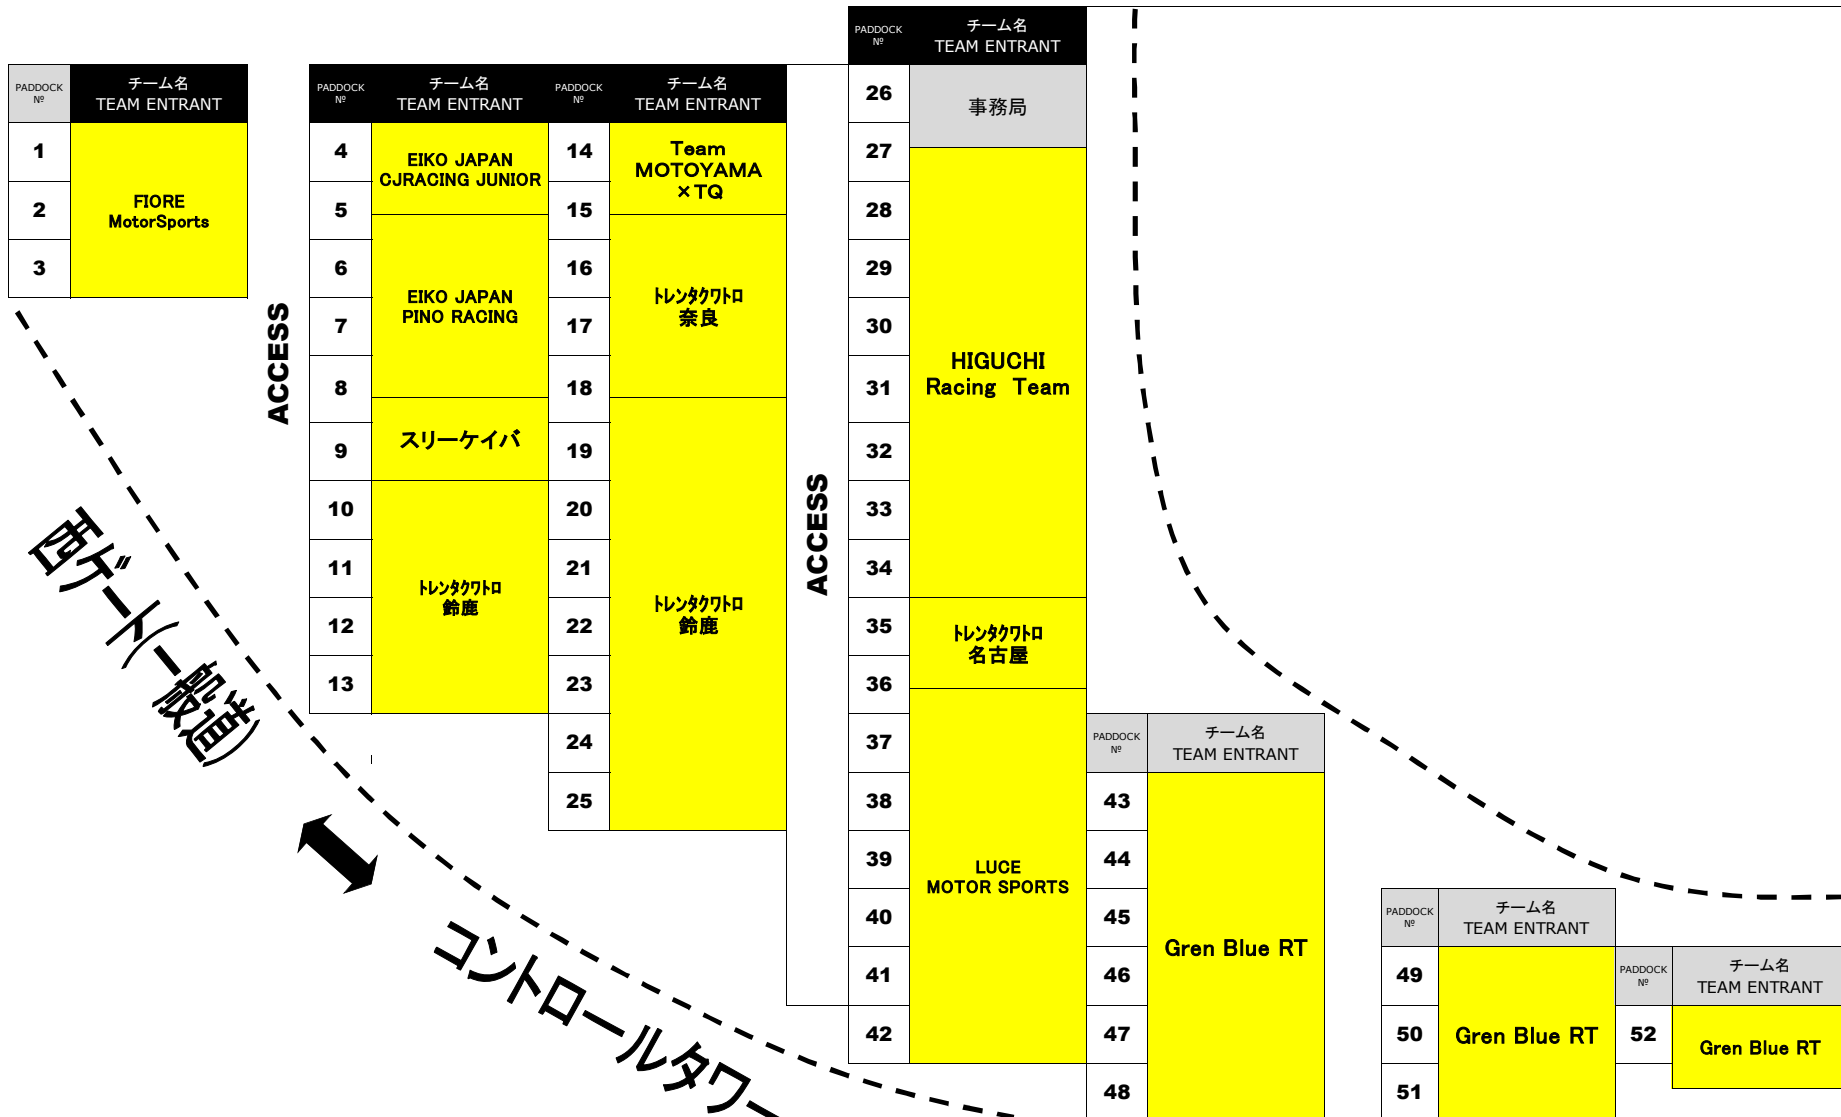 PADDOCK
Nº
チーム名
TEAM ENTRANT
1
2
3
FIORE
MotorSports
ACCESS
PADDOCK
Nº
チーム名
TEAM ENTRANT
4
5
6
7
8
9
10
11
12
13
EIKO JAPAN
CJRACING JUNIOR
EIKO JAPAN
PINO RACING
スリーケイバ
トレンタクワトロ
鈴鹿
PADDOCK
Nº
チーム名
TEAM ENTRANT
14
15
16
17
18
19
20
21
22
23
24
25
Team
MOTOYAMA
×TQ
トレンタクワトロ
奈良
トレンタクワトロ
鈴鹿
ACCESS
PADDOCK
Nº
チーム名
TEAM ENTRANT
26
27
28
29
30
31
32
33
34
35
36
37
38
39
40
41
42
事務局
HIGUCHI
Racing Team
トレンタクワトロ
名古屋
LUCE
MOTOR SPORTS
PADDOCK
Nº
チーム名
TEAM ENTRANT
43
44
45
46
47
48
Gren Blue RT
PADDOCK
Nº
チーム名
TEAM ENTRANT
49
50
51
Gren Blue RT
PADDOCK
Nº
チーム名
TEAM ENTRANT
52
Gren Blue RT
西ゲート(一般道)
コントロールタワー